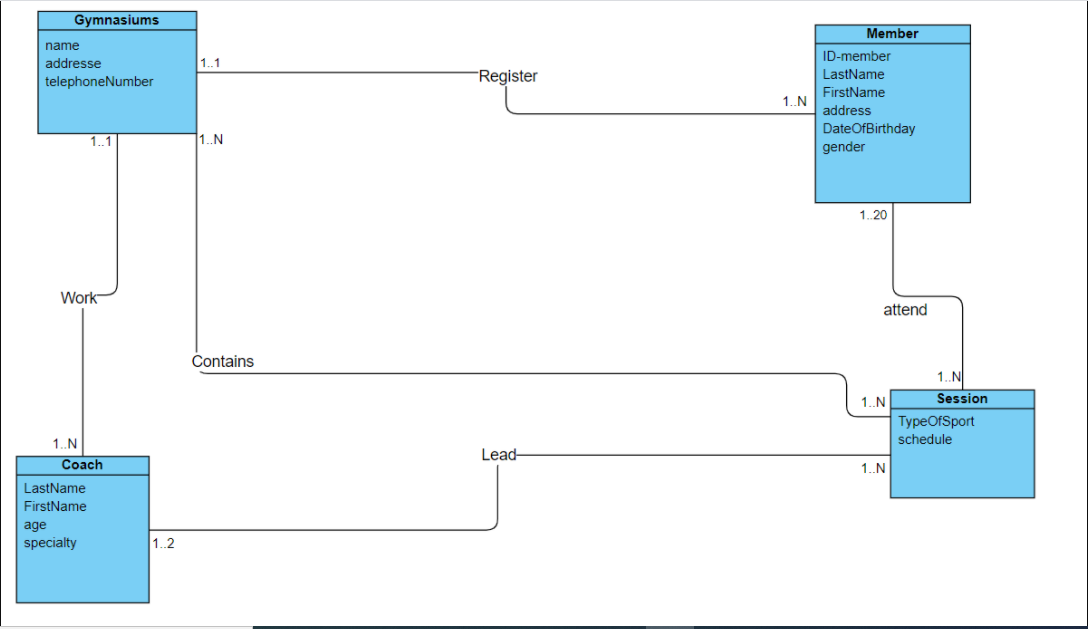 Gymnasiums
name
addresse
telephoneNumber
Member
ID-member
LastName
FirstName
address
DateOfBirthday
gender
1..1
Register
1..N
1..1
1..N
1..20
Work
attend
Contains
1..N
1..N
Session
TypeOfSport
schedule
1..N
Coach
LastName
FirstName
age
specialty
Lead
1..N
1..2